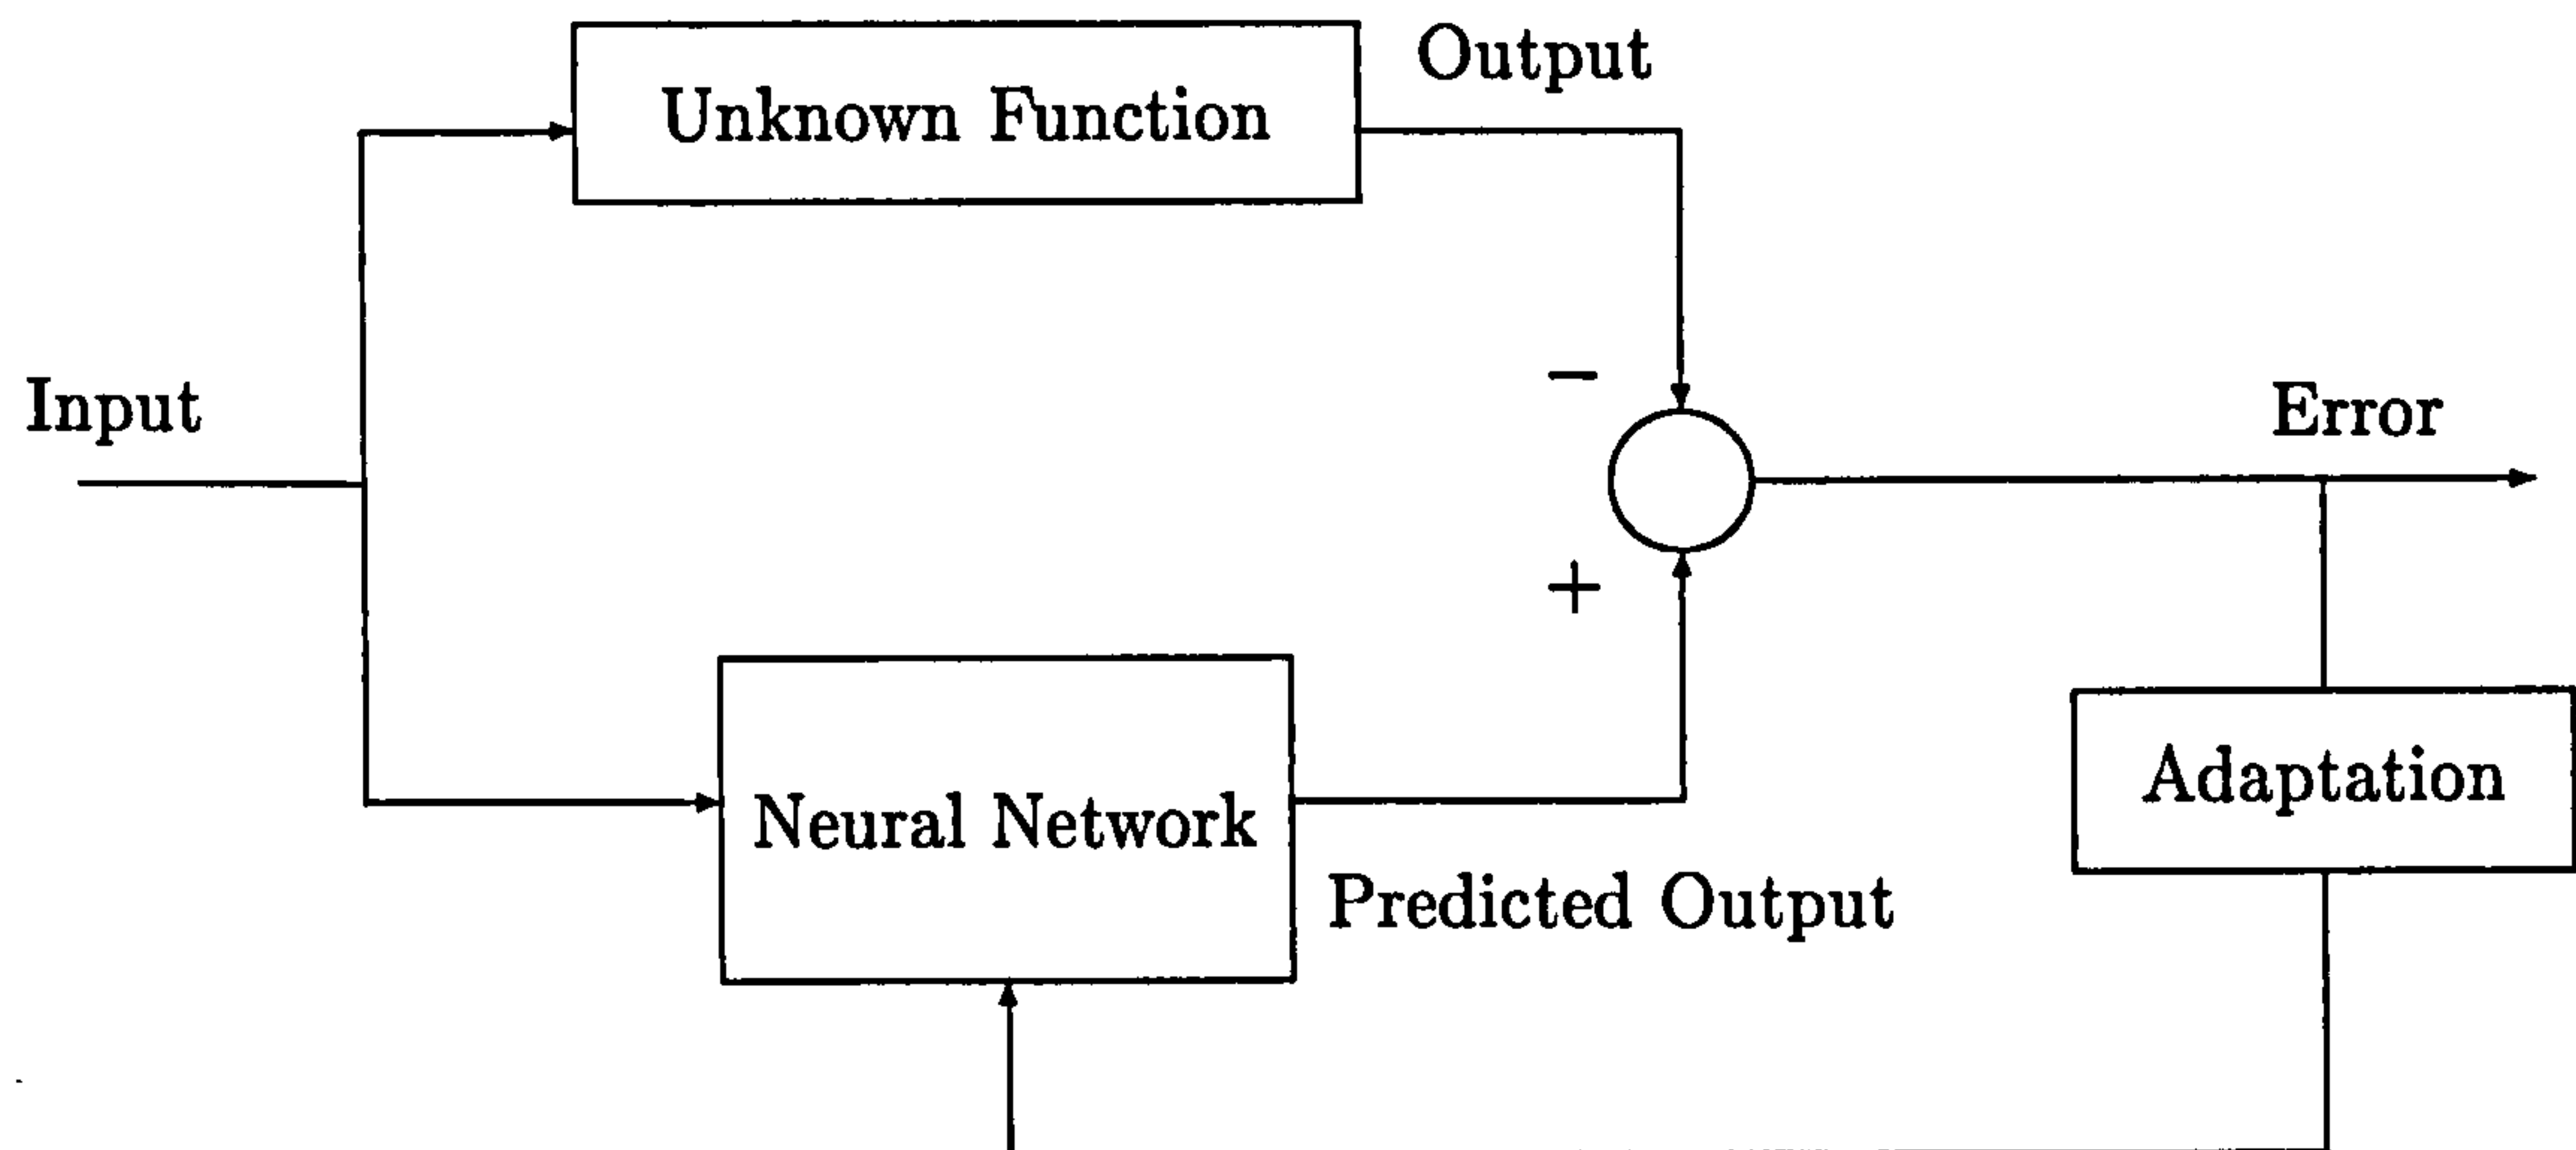 Output
Unknown Function
Input
−
Error
+
Adaptation
Neural Network
Predicted Output